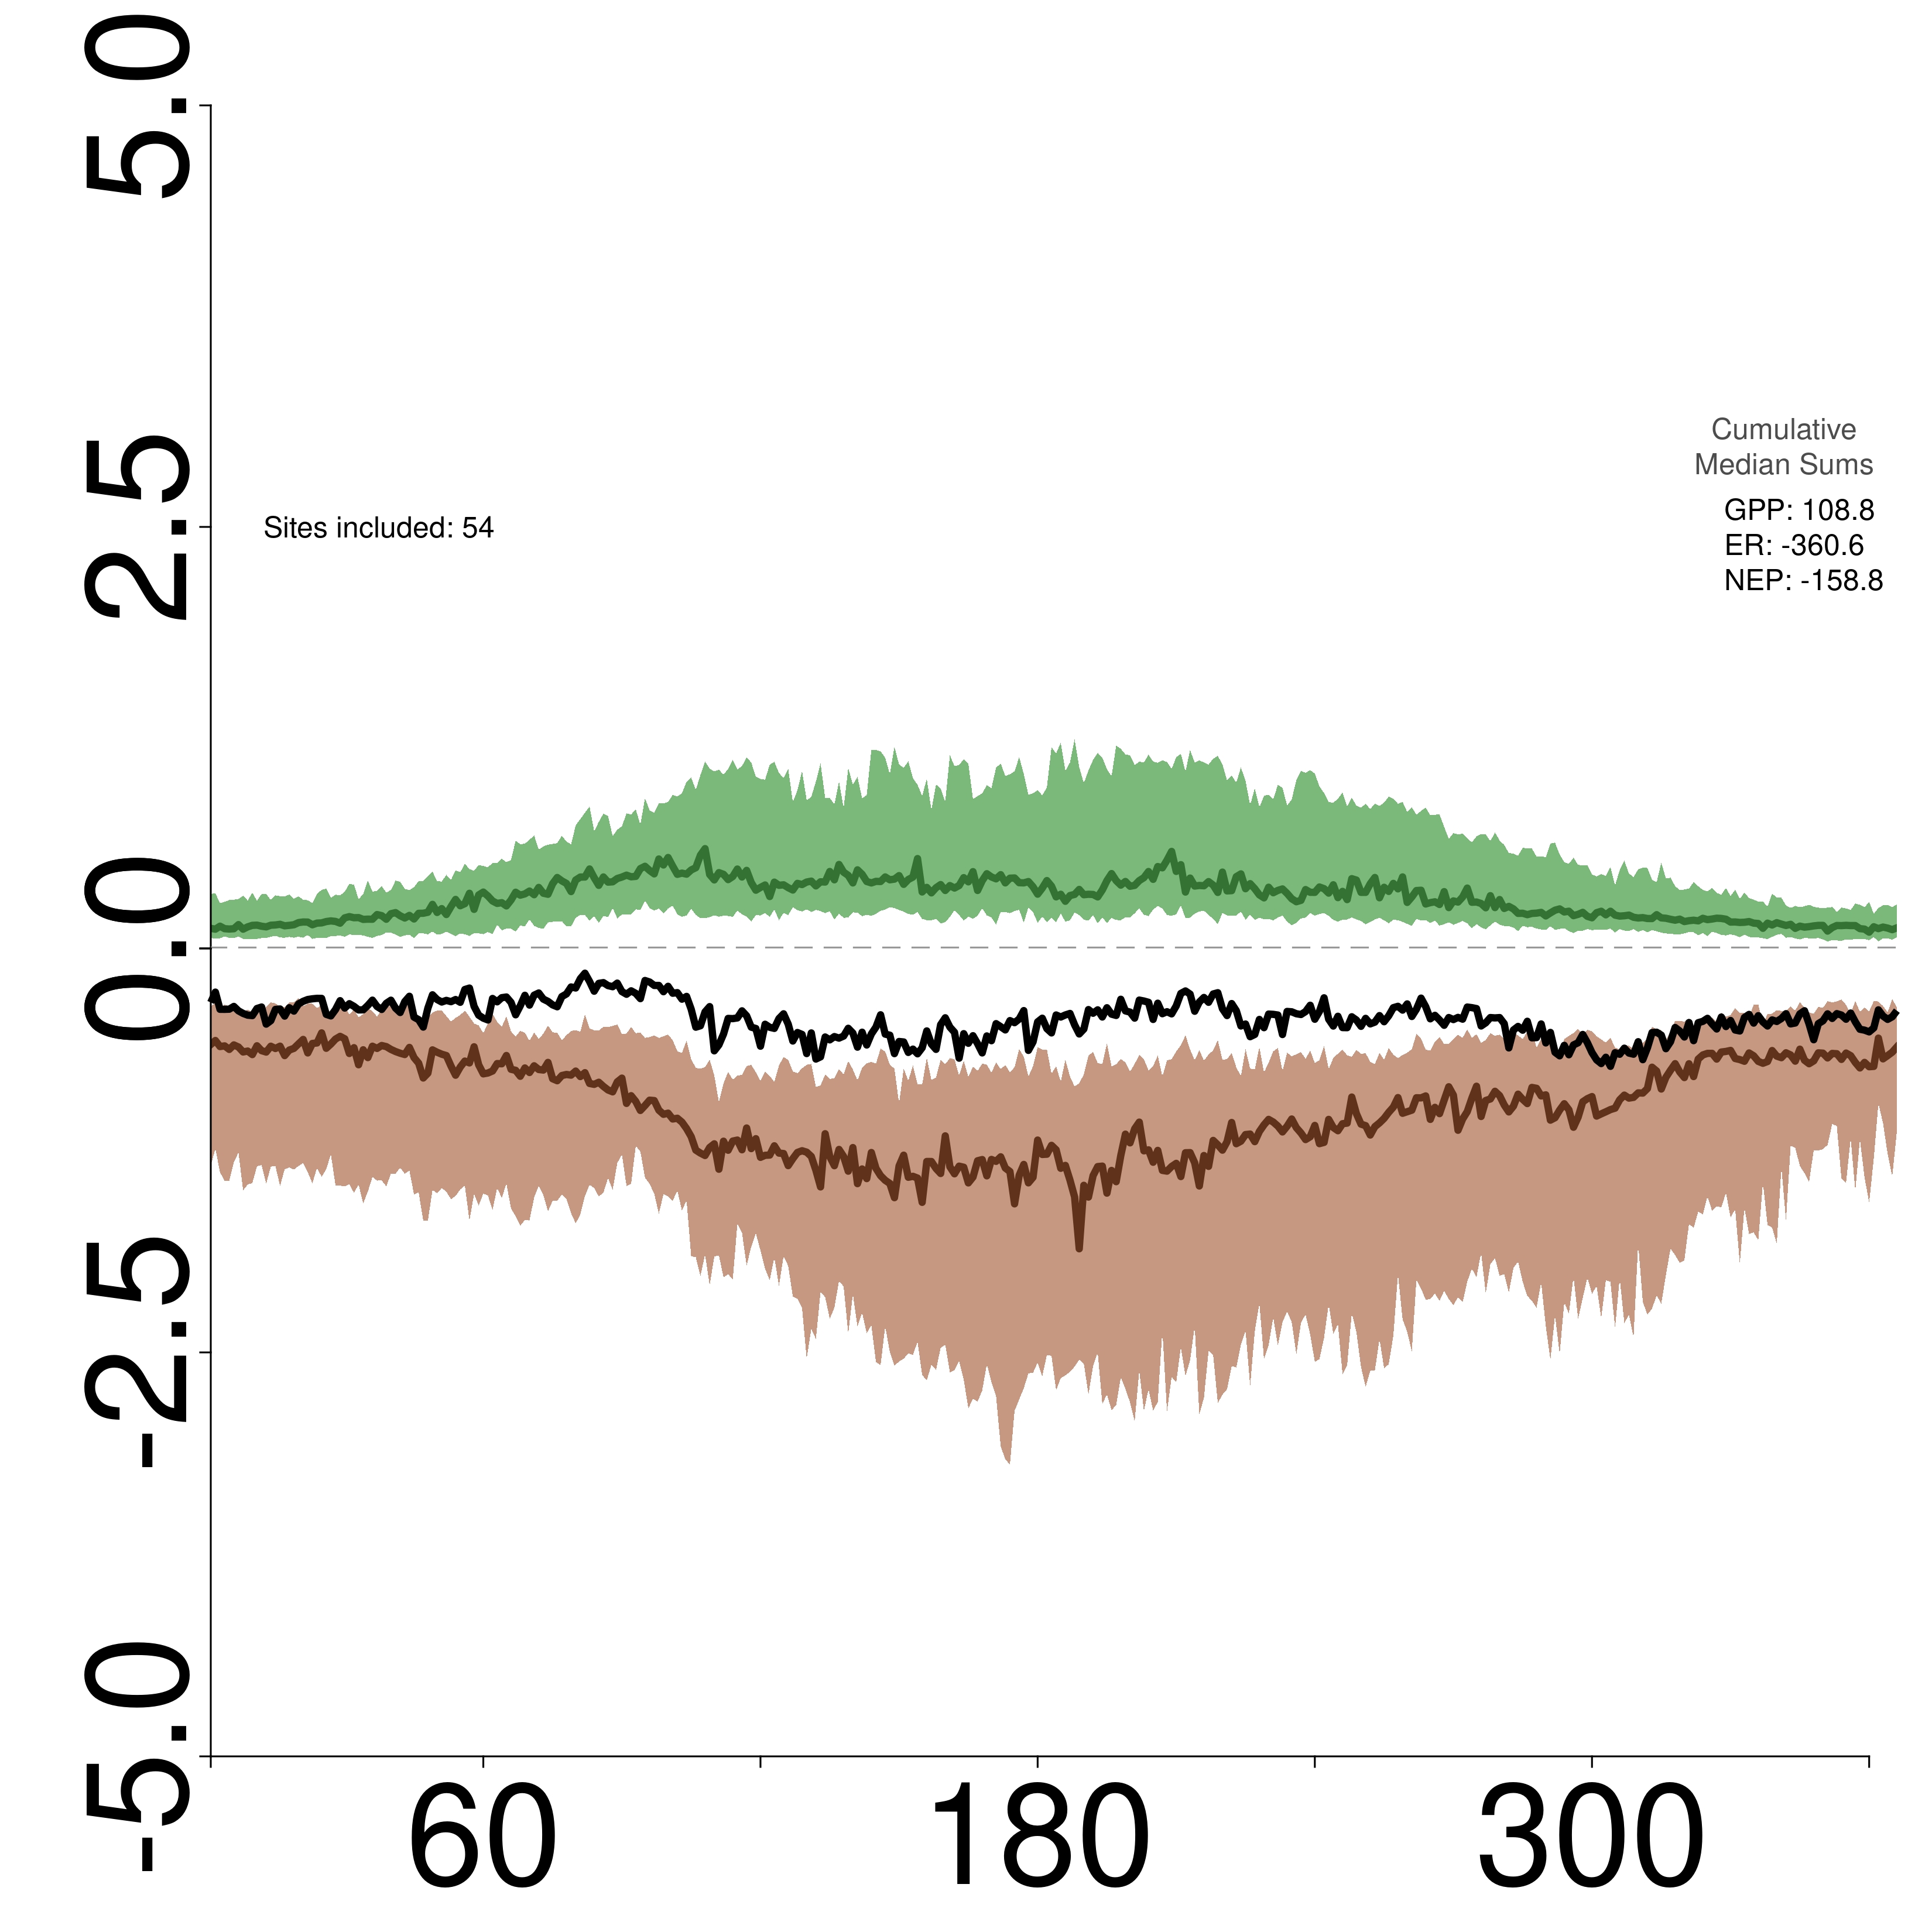 5.0
2.5
0.0
-2.5
-5.0
Sites included: 54
Cumulative
Median Sums
GPP: 108.8
ER: -360.6
NEP: -158.8
60
180
300